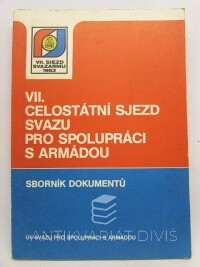 VII. SJEZD
SVAZARMU
1983
VII.
CELOSTÁTNÍ SJEZD
SVAZU
PRO SPOLUPRÁCI
S ARMÁDOU
SBORNÍK DOKUMENTŮ
ANTIKVARIÁT DIVIŠ
ÚV SVAZU PRO SPOLUPRÁCI S ARMÁDOU